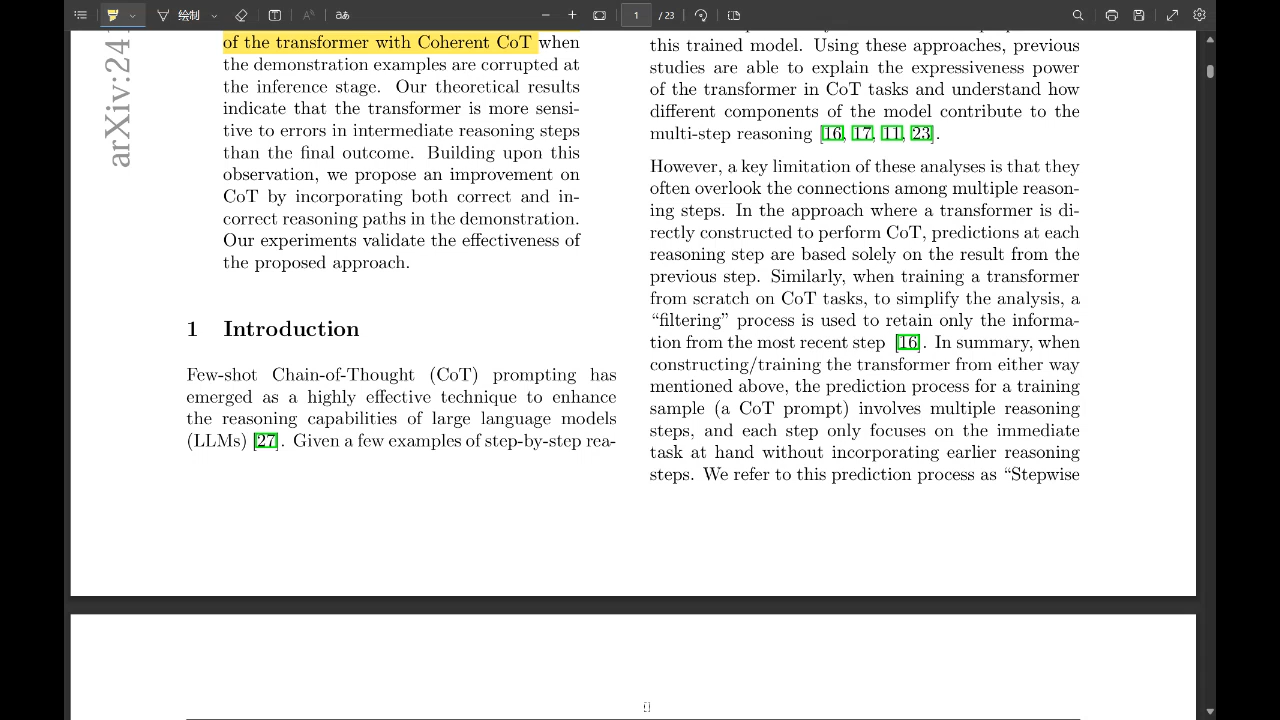 绘制
aあ
1
/ 23
arXiv:24
of the transformer with Coherent CoT when
the demonstration examples are corrupted at
the inference stage. Our theoretical results
indicate that the transformer is more sensi-
tive to errors in intermediate reasoning steps
than the final outcome. Building upon this
observation, we propose an improvement on
CoT by incorporating both correct and in-
correct reasoning paths in the demonstration.
Our experiments validate the effectiveness of
the proposed approach.
1 Introduction
Few-shot Chain-of-Thought (CoT) prompting has
emerged as a highly effective technique to enhance
the reasoning capabilities of large language models
(LLMs) [27]. Given a few examples of step-by-step rea-
this trained model. Using these approaches, previous
studies are able to explain the expressiveness power
of the transformer in CoT tasks and understand how
different components of the model contribute to the
multi-step reasoning [16, 17, 11, 23].
However, a key limitation of these analyses is that they
often overlook the connections among multiple reason-
ing steps. In the approach where a transformer is di-
rectly constructed to perform CoT, predictions at each
reasoning step are based solely on the result from the
previous step. Similarly, when training a transformer
from scratch on CoT tasks, to simplify the analysis, a
“filtering” process is used to retain only the informa-
tion from the most recent step [16]. In summary, when
constructing/training the transformer from either way
mentioned above, the prediction process for a training
sample (a CoT prompt) involves multiple reasoning
steps, and each step only focuses on the immediate
task at hand without incorporating earlier reasoning
steps. We refer to this prediction process as “Stepwise